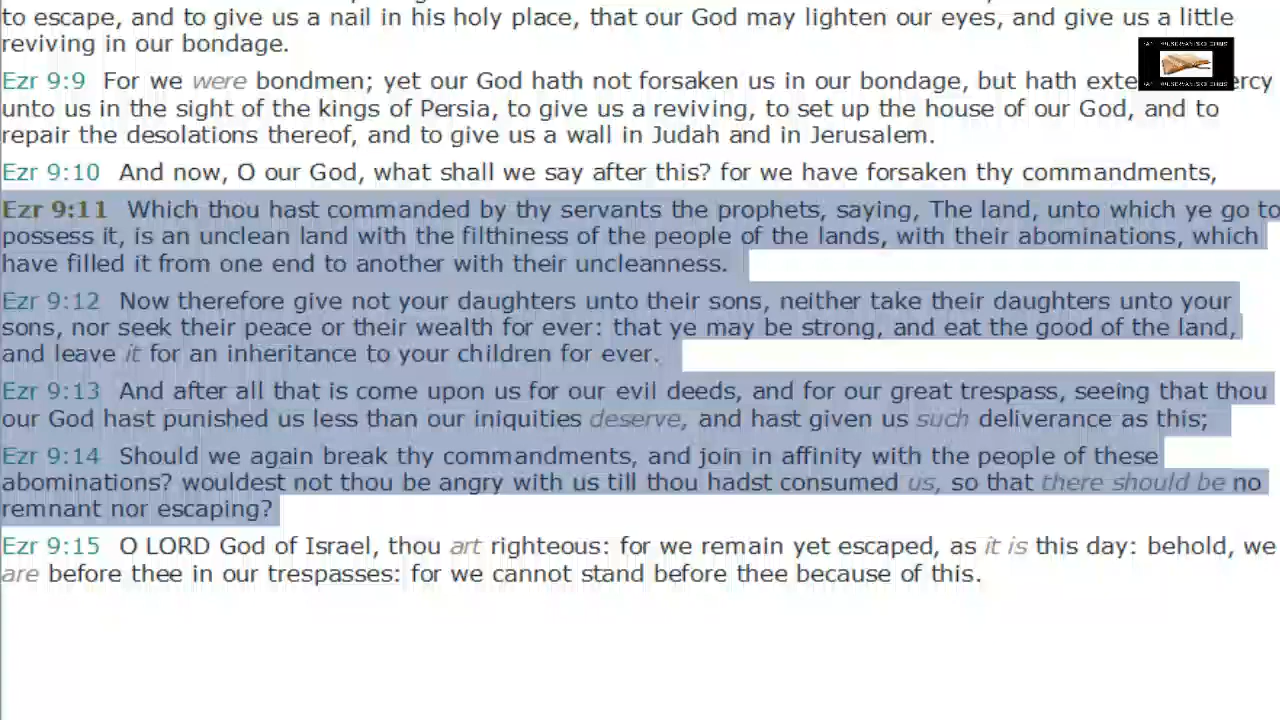 to escape, and to give us a nail in his holy place, that our God may lighten our eyes, and give us a little
reviving in our bondage.
Ezr 9:9 For we were bondmen; yet our God hath not forsaken us in our bondage, but hath
unto us in the sight of the kings of Persia, to give us a reviving, to set up the house of our God, and to
repair the desolations thereof, and to give us a wall in Judah and in Jerusalem.
Ezr 9:10 And now, O our God, what shall we say after this? for we have forsaken thy commandments,
Ezr 9:11 Which thou hast commanded by thy servants the prophets, saying, The land, unto which ye go to
possess it, is an unclean land with the filthiness of the people of the lands, with their abominations, which
have filled it from one end to another with their uncleanness.
Ezr 9:12 Now therefore give not your daughters unto their sons, neither take their daughters unto your
sons, nor seek their peace or their wealth for ever: that ye may be strong, and eat the good of the land,
and leave it for an inheritance to your children for ever.
Ezr 9:13 And after all that is come upon us for our evil deeds, and for our great trespass, seeing that thou
our God hast punished us less than our iniquities deserve, and hast given us such deliverance as this;
Ezr 9:14 Should we again break thy commandments, and join in affinity with the people of these
abominations? wouldest not thou be angry with us till thou hadst consumed us, so that there should be no
remnant nor escaping?
Ezr 9:15 O LORD God of Israel, thou art righteous: for we remain yet escaped, as it is this day: behold, we
are before thee in our trespasses: for we cannot stand before thee because of this.